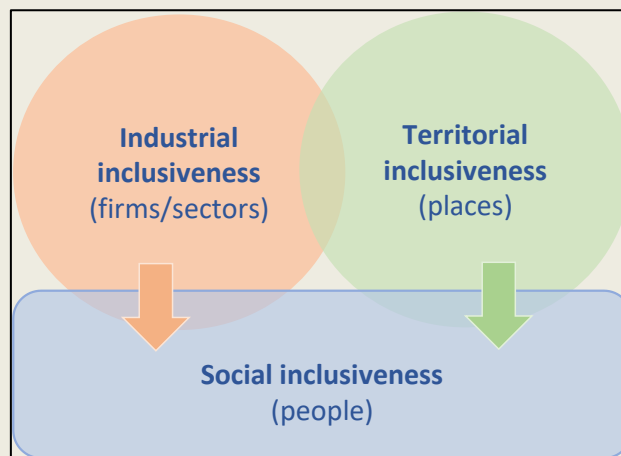 Industrial
inclusiveness
(firms/sectors)
Territorial
inclusiveness
(places)
Social inclusiveness
(people)